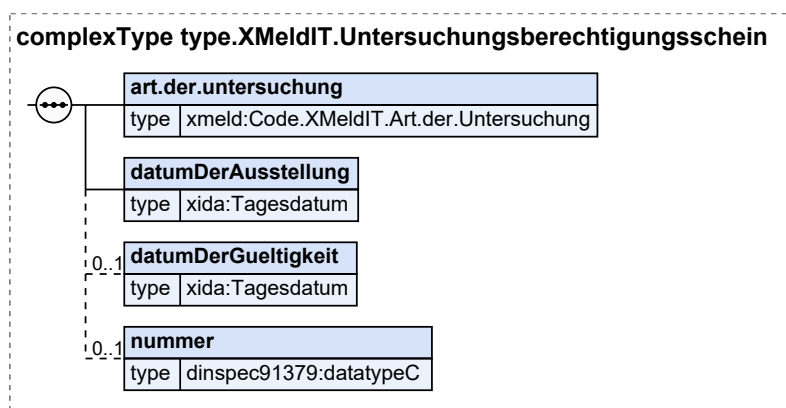 complexType type.XMeldIT.Untersuchungsberechtigungsschein
art.der.untersuchung
type xmeld:Code.XMeldIT.Art.der.Untersuchung
datumDerAusstellung
type xida:Tagesdatum
0..1 datumDerGueltigkeit
type xida:Tagesdatum
0..1 nummer
type dinspec91379:datatypeC